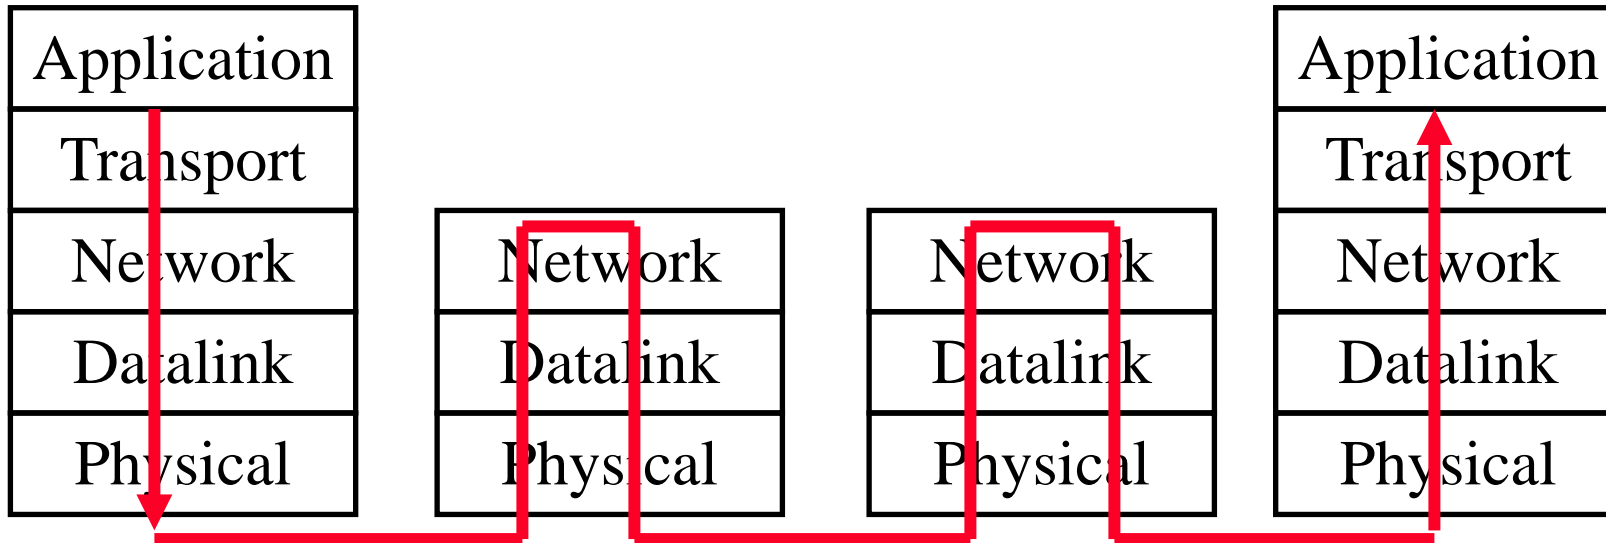 Application
Transport
Network
Datalink
Physical
Network
Datalink
Physical
Network
Datalink
Physical
Application
Transport
Network
Datalink
Physical